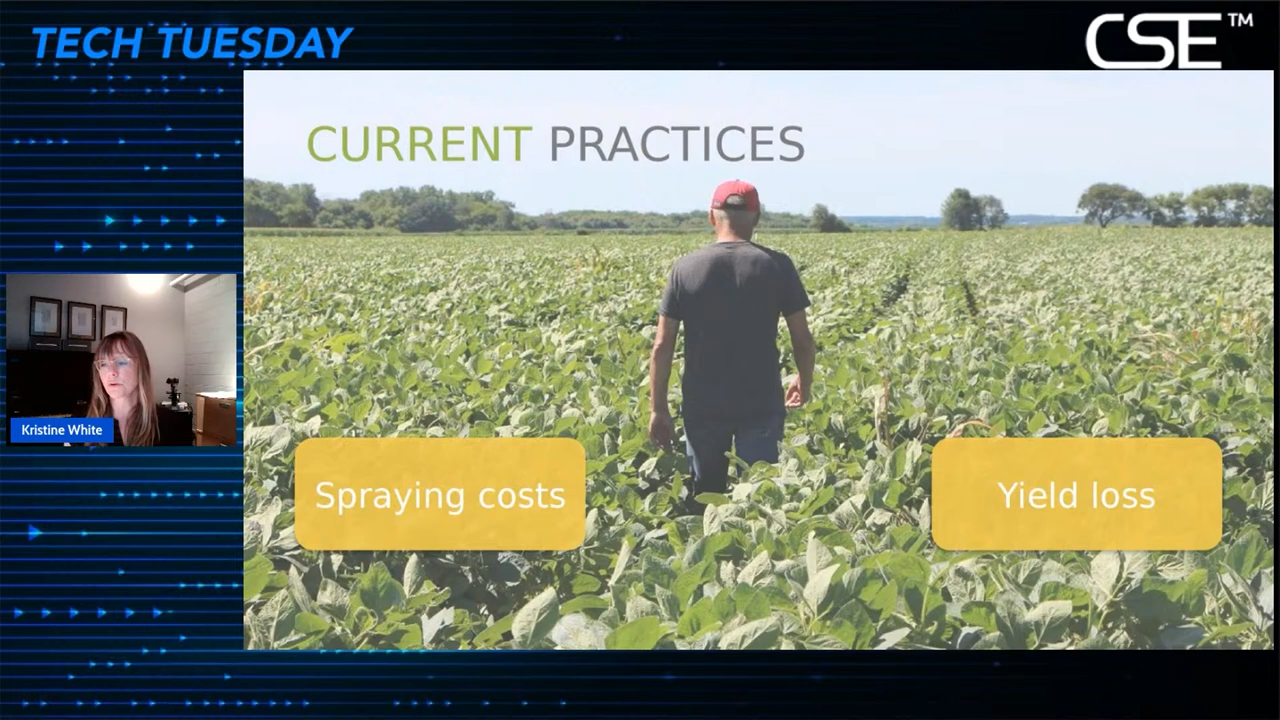 TECH TUESDAY
CSE™
CURRENT PRACTICES
Kristine White
Spraying costs
Yield loss